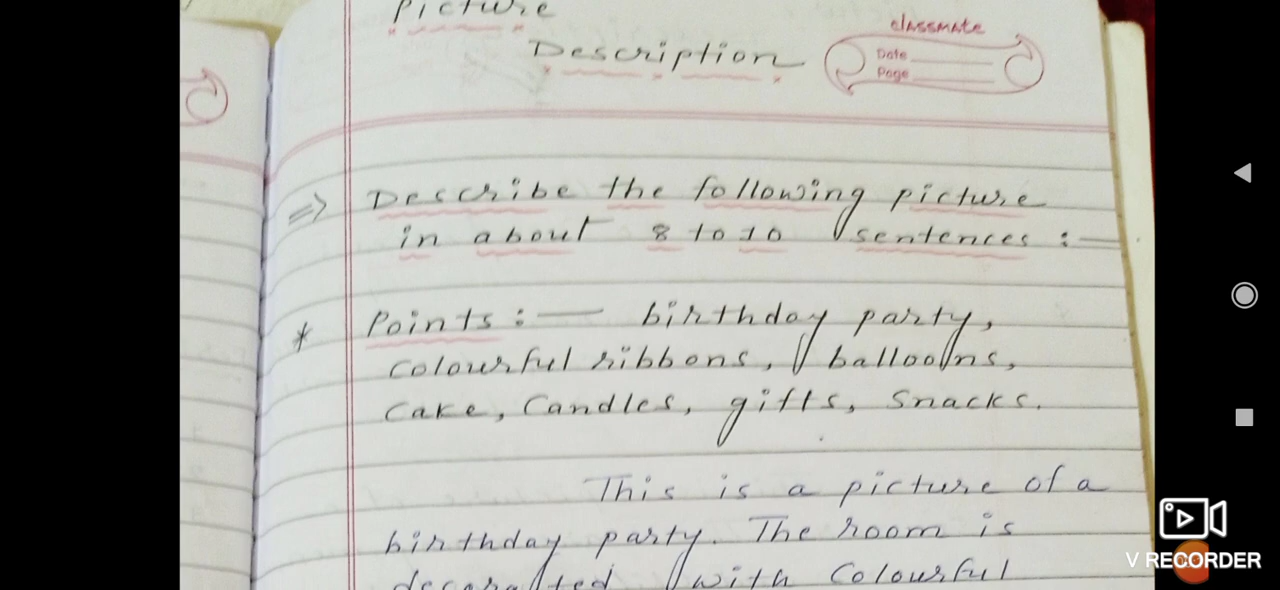 Picture
Description
classmate
Date
Page
=> Describe the following picture
in about 8 to 10 sentences :—
* Points :— birthday party,
colourful ribbons, balloons,
Cake, Candles, gifts, Snacks.
This is a picture of a
birthday party. The room is
decorated with colourful
V RECORDER